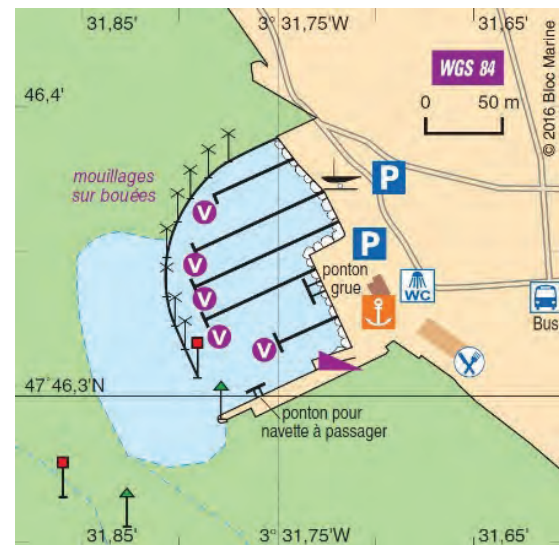 31,85'
3° 31,75'W
31,65'
WGS 84
© 2016 Bloc Marine
46,4'
0 50 m
mouillages
sur bouées
P
V
P
ponton
grue
WC
V
V
V
V
Bus
47°46,3'N
ponton pour
navette à passager
31,85'
3° 31,75'W
31,65'